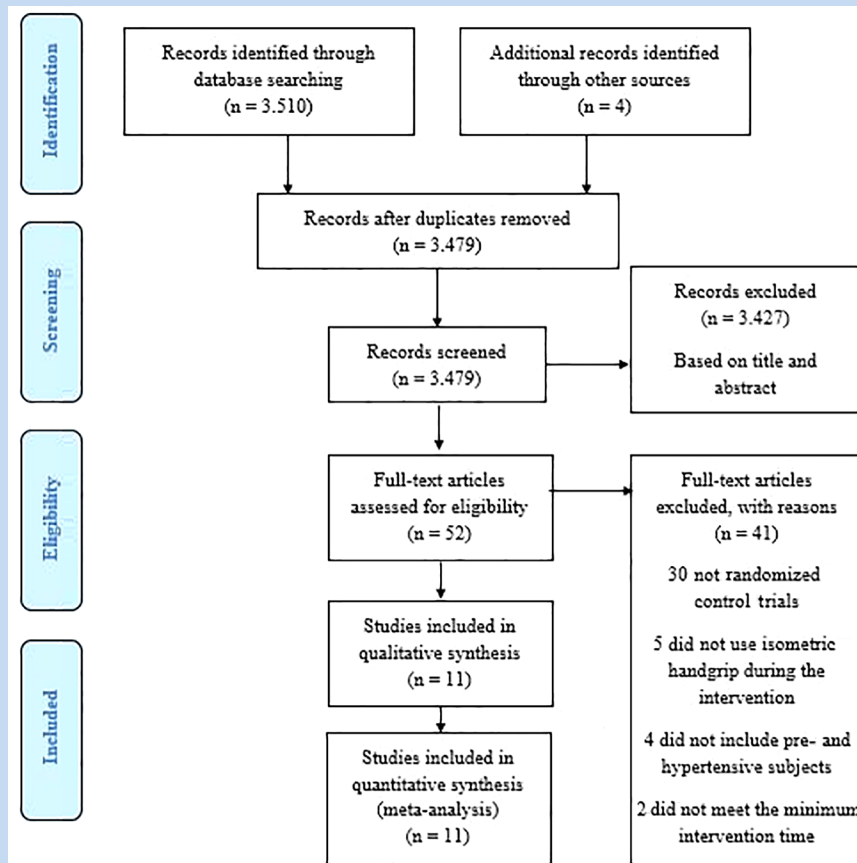 Identification
Records identified through
database searching
(n = 3.510)
Additional records identified
through other sources
(n = 4)
Records after duplicates removed
(n = 3.479)
Screening
Records screened
(n = 3.479)
Records excluded
(n = 3.427)
Based on title and
abstract
Eligibility
Full-text articles
assessed for eligibility
(n = 52)
Full-text articles
excluded, with reasons
(n = 41)
30 not randomized
control trials
5 did not use isometric
handgrip during the
intervention
4 did not include pre- and
hypertensive subjects
2 did not meet the minimum
intervention time
Included
Studies included in
qualitative synthesis
(n = 11)
Studies included in
quantitative synthesis
(meta-analysis)
(n = 11)